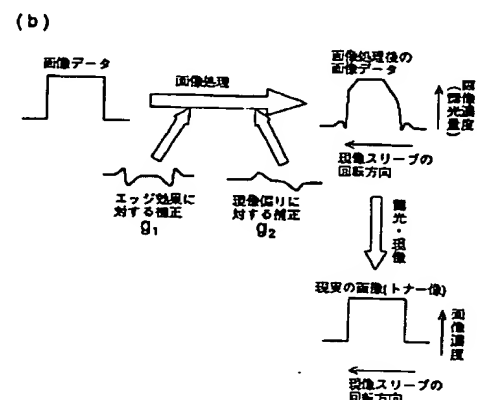 (b)
画像データ
画像処理
画像処理後の
画像データ
画像濃度
(露光量)
現像スリーブの
回転方向
エッジ効果に
対する補正
g1
現像偏りに
対する補正
g2
露光・現像
現実の画像(トナー像)
画像濃度
現像スリーブの
回転方向